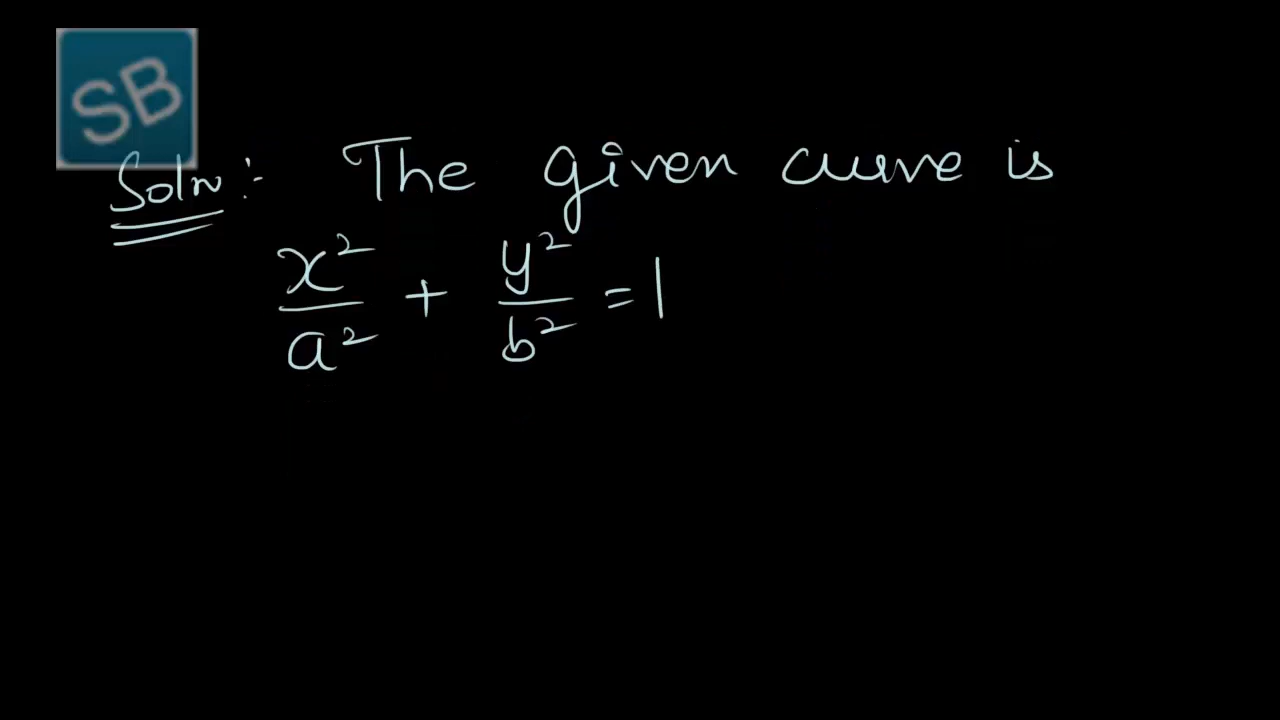 SB
Soln :- The given curve is
x²/a² + y²/b² = 1